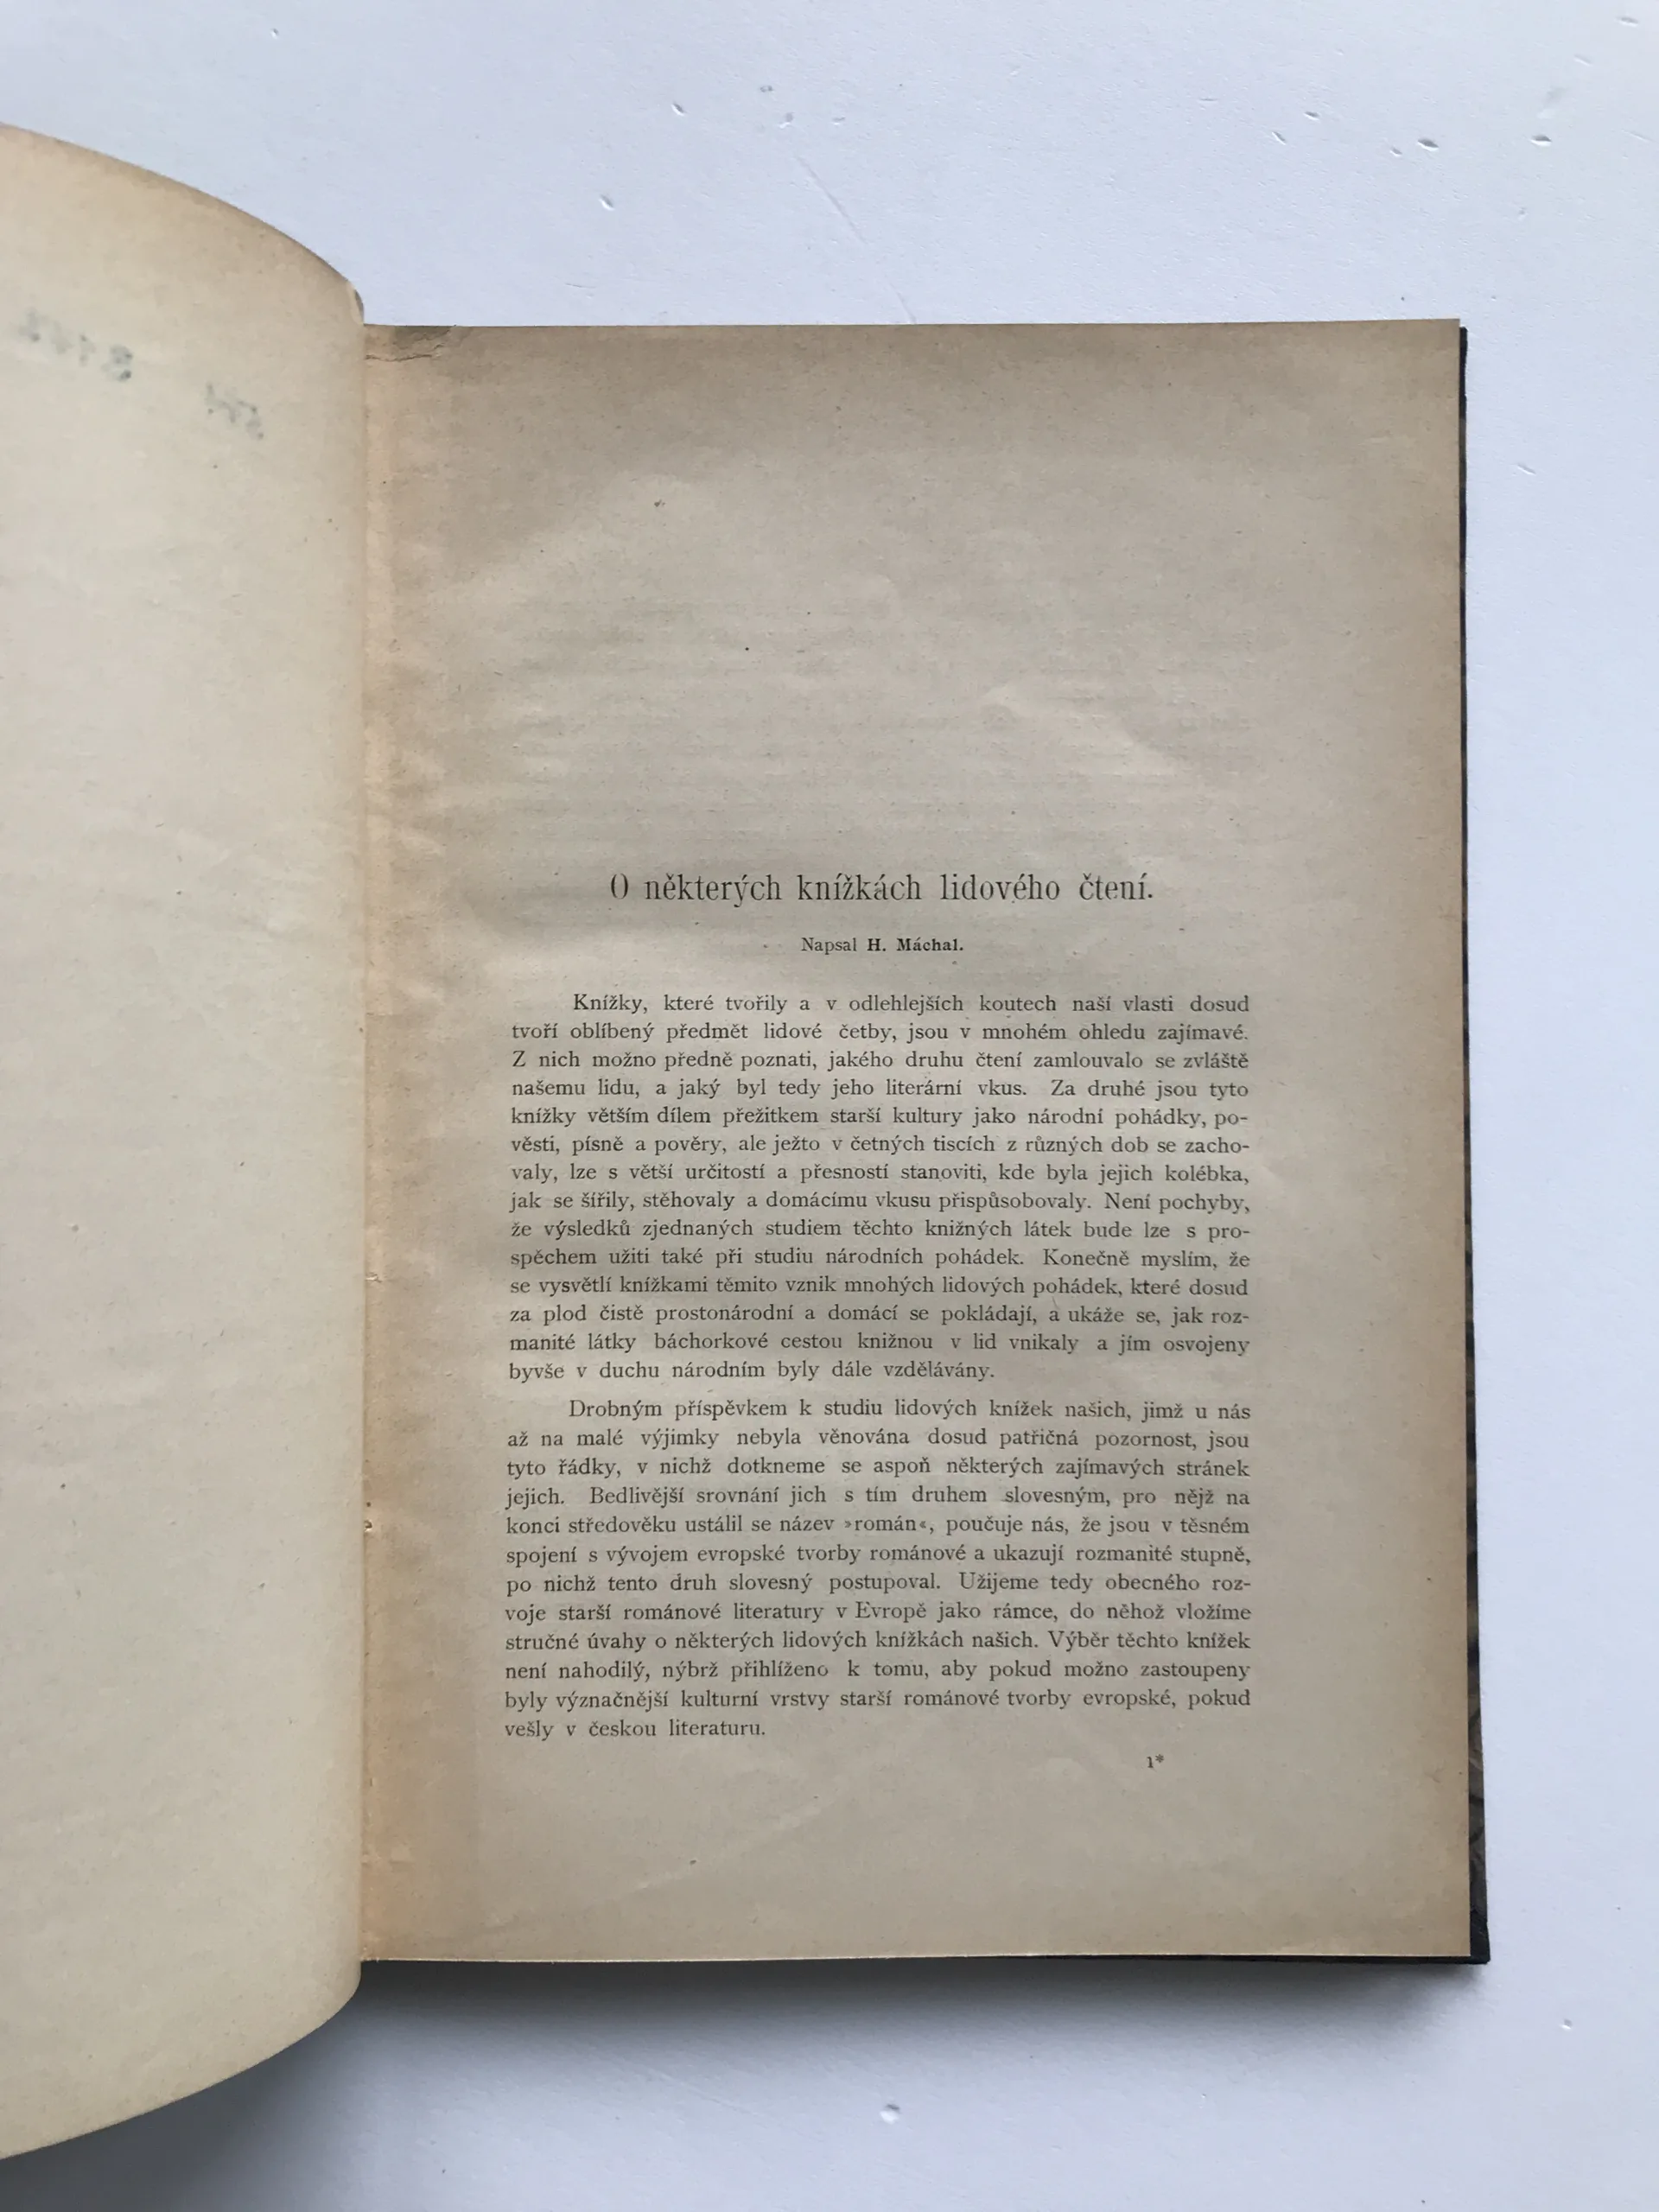 O některých knížkách lidového čtení.
Napsal H. Máchal.
Knížky, které tvořily a v odlehlejších koutech naší vlasti dosud
tvoří oblíbený předmět lidové četby, jsou v mnohém ohledu zajímavé.
Z nich možno předně poznati, jakého druhu čtení zamlouvalo se zvláště
našemu lidu, a jaký byl tedy jeho literární vkus. Za druhé jsou tyto
knížky větším dílem přežitkem starší kultury jako národní pohádky, po-
věsti, písně a pověry, ale ježto v četných tiscích z různých dob se zacho-
valy, lze s větší určitostí a přesností stanoviti, kde byla jejich kolébka,
jak se šířily, stěhovaly a domácímu vkusu přispůsobovaly. Není pochyby,
že výsledků zjednaných studiem těchto knižných látek bude lze s pro-
spěchem užiti také při studiu národních pohádek. Konečně myslím, že
se vysvětlí knížkami těmito vznik mnohých lidových pohádek, které dosud
za plod čistě prostonárodní a domácí se pokládají, a ukáže se, jak roz-
manité látky báchorkové cestou knižnou v lid vnikaly a jím osvojeny
byvše v duchu národním byly dále vzdělávány.
Drobným příspěvkem k studiu lidových knížek našich, jimž u nás
až na malé výjimky nebyla věnována dosud patřičná pozornost, jsou
tyto řádky, v nichž dotkneme se aspoň některých zajímavých stránek
jejich. Bedlivější srovnání jich s tím druhem slovesným, pro nějž na
konci středověku ustálil se název »román«, poučuje nás, že jsou v těsném
spojení s vývojem evropské tvorby románové a ukazují rozmanité stupně,
po nichž tento druh slovesný postupoval. Užijeme tedy obecného roz-
voje starší románové literatury v Evropě jako rámce, do něhož vložíme
stručné úvahy o některých lidových knížkách našich. Výběr těchto knížek
není nahodilý, nýbrž přihlíženo k tomu, aby pokud možno zastoupeny
byly význačnější kulturní vrstvy starší románové tvorby evropské, pokud
vešly v českou literaturu.
1*